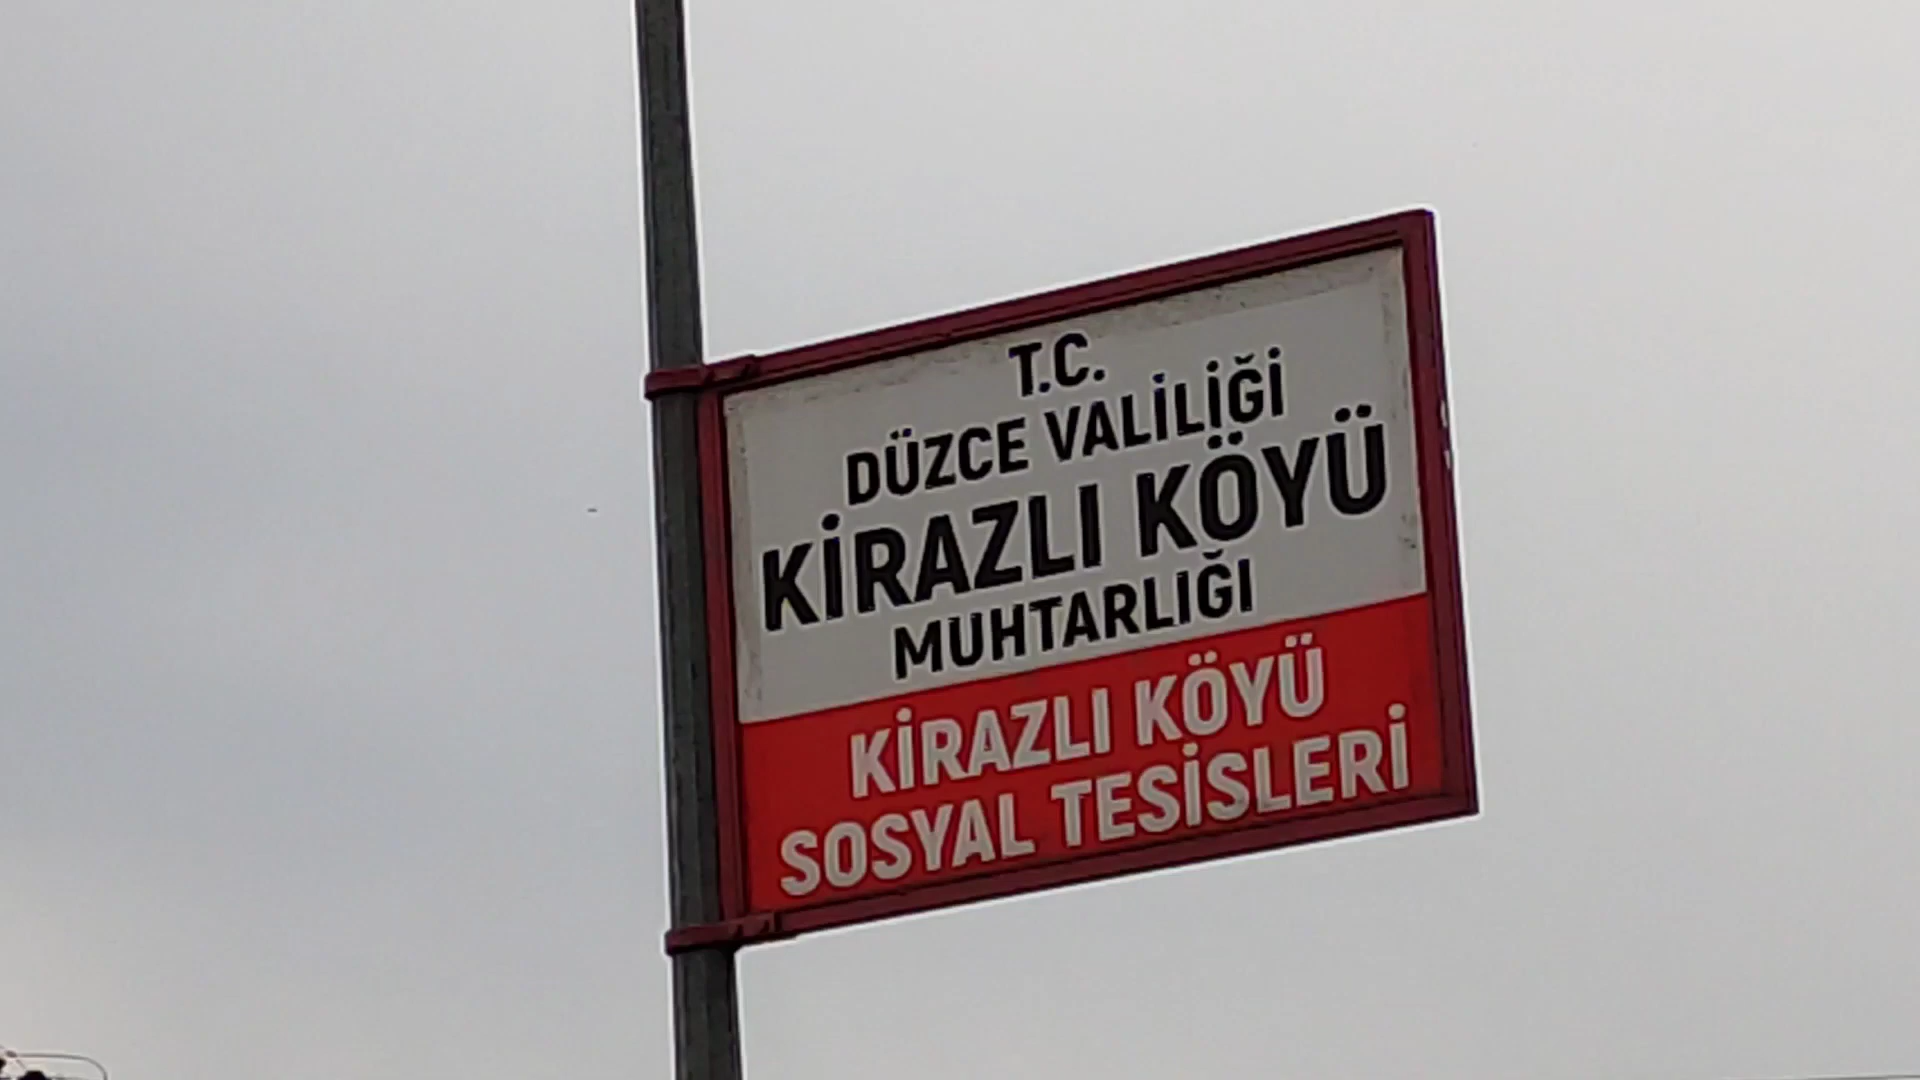 T.C.
DÜZCE VALİLİĞİ
KİRAZLI KÖYÜ
MUHTARLIĞI
KİRAZLI KÖYÜ
SOSYAL TESİSLERİ